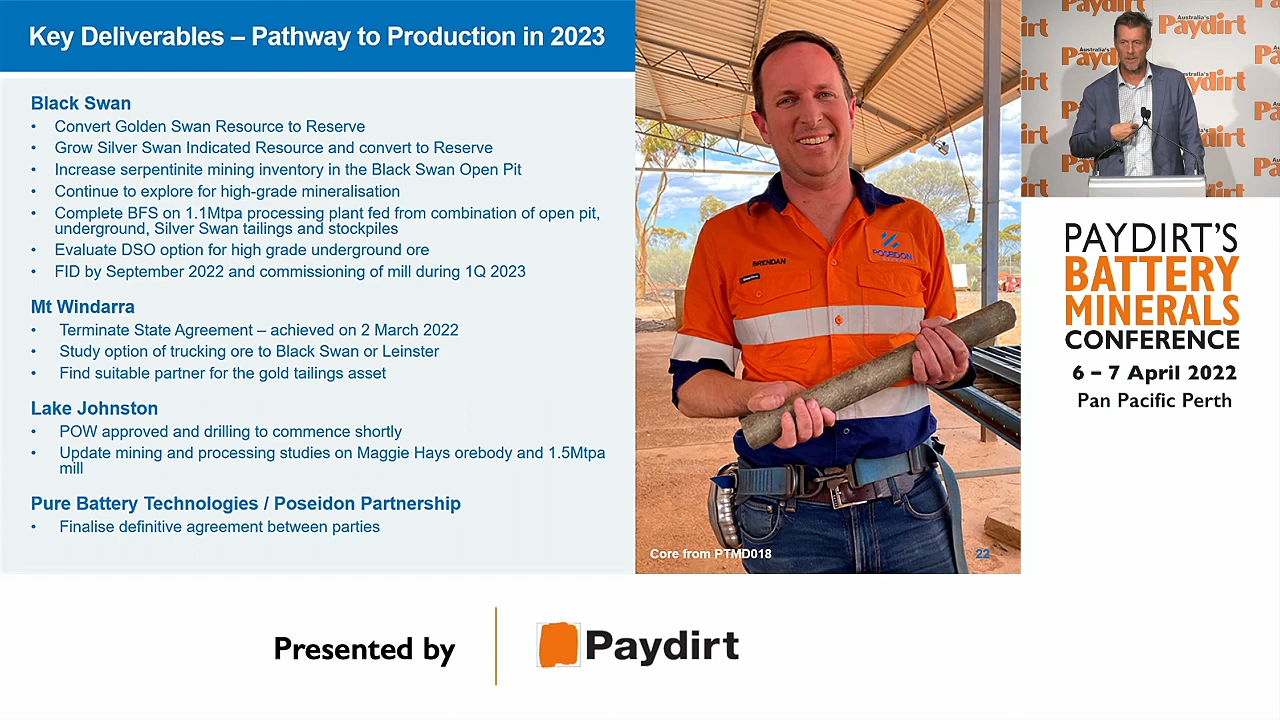 Key Deliverables – Pathway to Production in 2023
Black Swan
• Convert Golden Swan Resource to Reserve
• Grow Silver Swan Indicated Resource and convert to Reserve
• Increase serpentinite mining inventory in the Black Swan Open Pit
• Continue to explore for high-grade mineralisation
• Complete BFS on 1.1Mtpa processing plant fed from combination of open pit,
underground, Silver Swan tailings and stockpiles
• Evaluate DSO option for high grade underground ore
• FID by September 2022 and commissioning of mill during 1Q 2023
Mt Windarra
• Terminate State Agreement – achieved on 2 March 2022
• Study option of trucking ore to Black Swan or Leinster
• Find suitable partner for the gold tailings asset
Lake Johnston
• POW approved and drilling to commence shortly
• Update mining and processing studies on Maggie Hays orebody and 1.5Mtpa
mill
Pure Battery Technologies / Poseidon Partnership
• Finalise definitive agreement between parties
BRENDAN
POSEIDON
Core from PTMD018
22
Australia's
Paydirt
PAYDIRT'S
BATTERY
MINERALS
CONFERENCE
6 – 7 April 2022
Pan Pacific Perth
Presented by
Paydirt